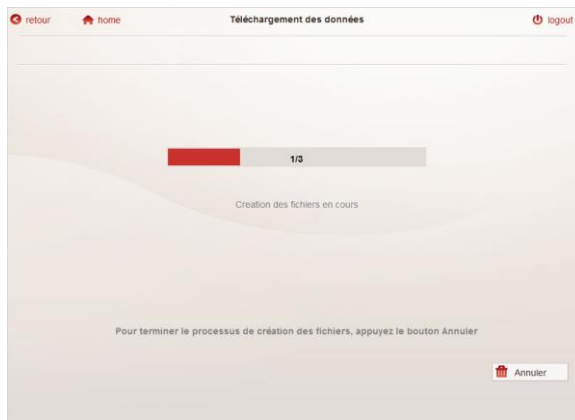 retour home Téléchargement des données logout
1/3
Creation des fichiers en cours
Pour terminer le processus de création des fichiers, appuyez le bouton Annuler
Annuler